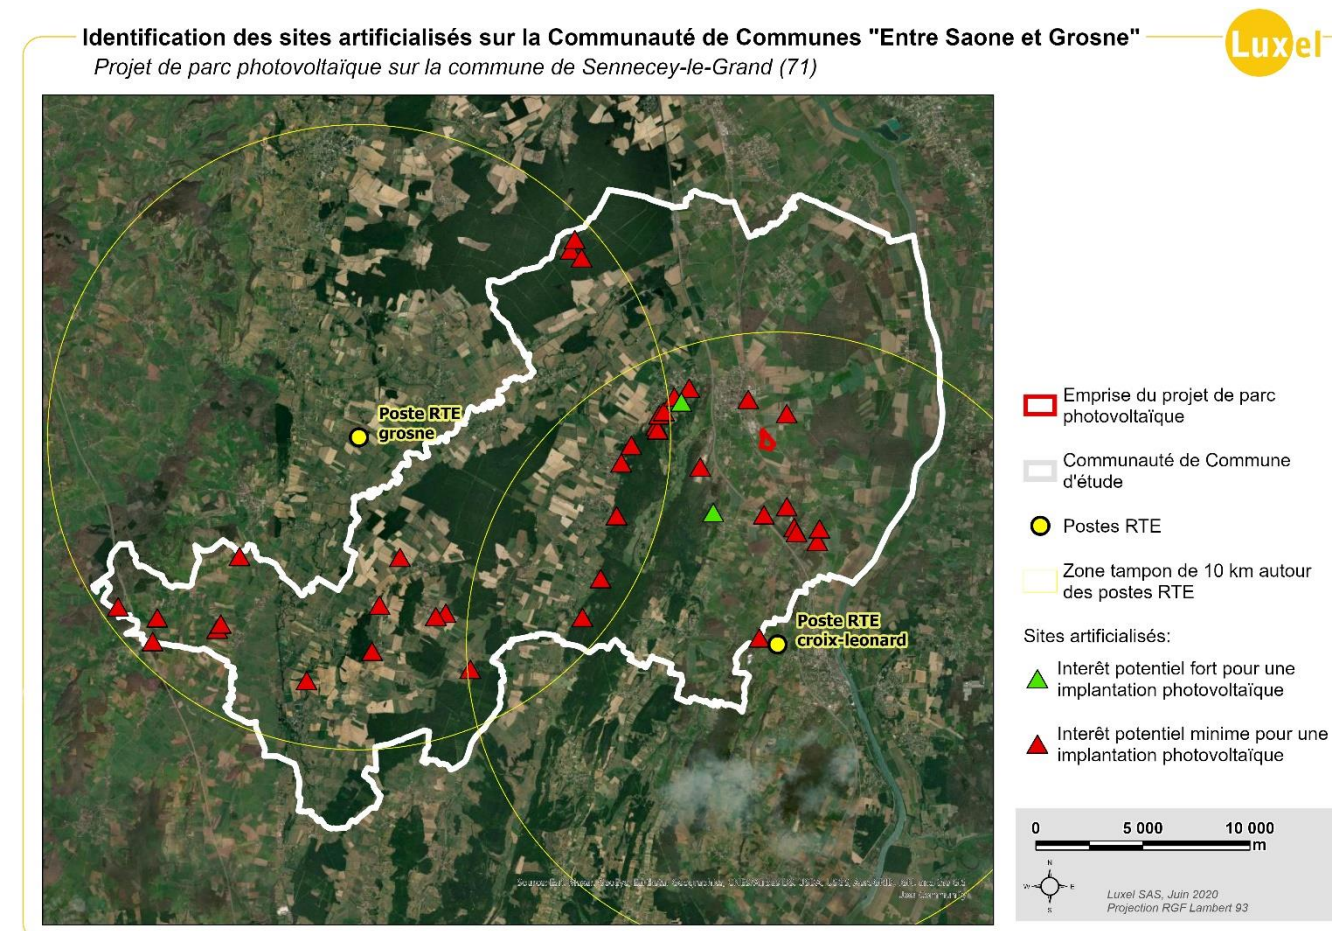 Identification des sites artificialisés sur la Communauté de Communes "Entre Saone et Grosne"
Projet de parc photovoltaïque sur la commune de Sennecey-le-Grand (71)
Luxel
Poste RTE
grosne
Poste RTE
croix-leonard
Emprise du projet de parc
photovoltaïque
Communauté de Commune
d'étude
Postes RTE
Zone tampon de 10 km autour
des postes RTE
Sites artificialisés:
Interêt potentiel fort pour une
implantation photovoltaïque
Interêt potentiel minime pour une
implantation photovoltaïque
0 5 000 10 000
m
N
W E
S
Luxel SAS, Juin 2020
Projection RGF Lambert 93
User Community